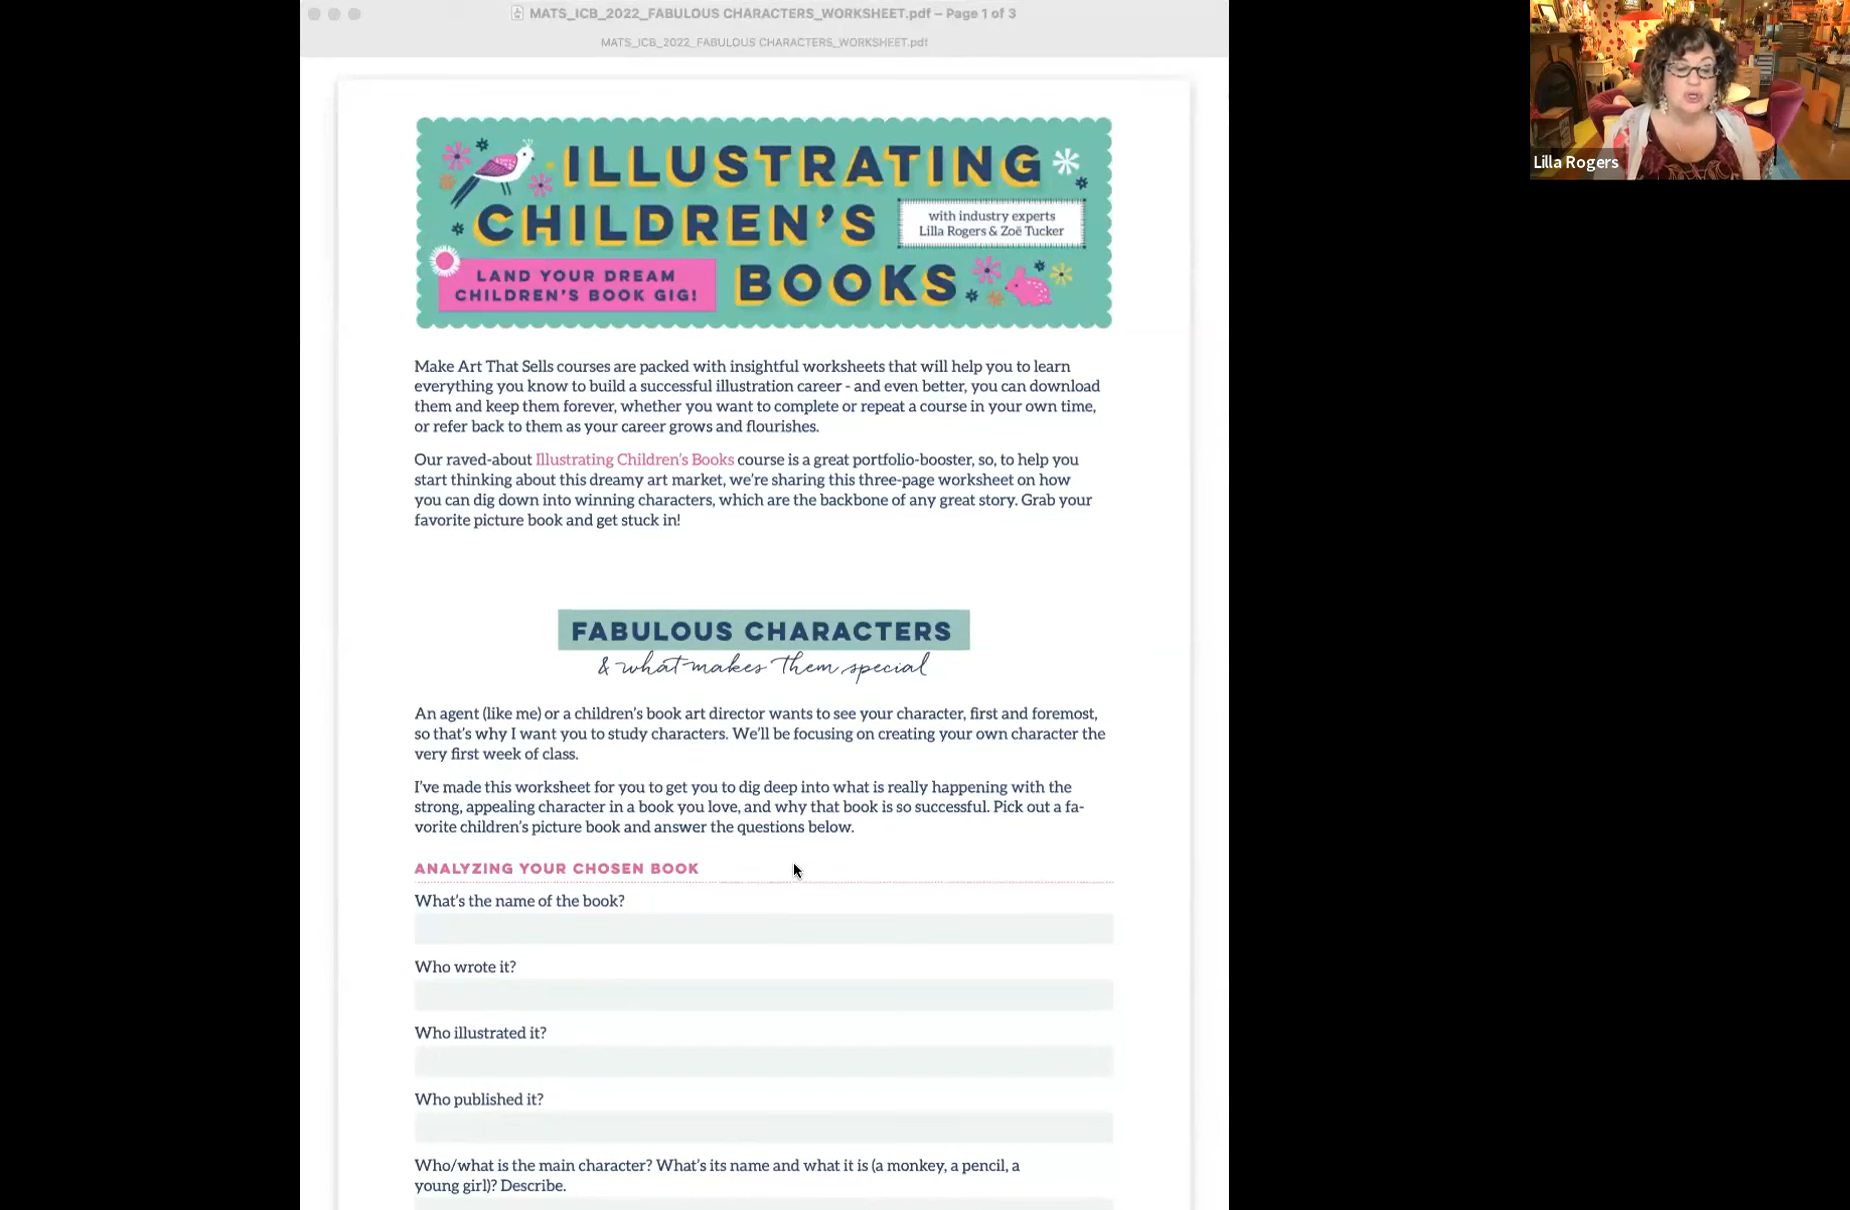 MATS_ICB_2022_FABULOUS CHARACTERS_WORKSHEET.pdf – Page 1 of 3
MATS_ICB_2022_FABULOUS CHARACTERS_WORKSHEET.pdf
Lilla Rogers
ILLUSTRATING
CHILDREN'S
with industry experts
Lilla Rogers & Zoë Tucker
LAND YOUR DREAM
CHILDREN'S BOOK GIG!
BOOKS
Make Art That Sells courses are packed with insightful worksheets that will help you to learn
everything you know to build a successful illustration career - and even better, you can download
them and keep them forever, whether you want to complete or repeat a course in your own time,
or refer back to them as your career grows and flourishes.
Our raved-about Illustrating Children's Books course is a great portfolio-booster, so, to help you
start thinking about this dreamy art market, we're sharing this three-page worksheet on how
you can dig down into winning characters, which are the backbone of any great story. Grab your
favorite picture book and get stuck in!
FABULOUS CHARACTERS
& what makes them special
An agent (like me) or a children's book art director wants to see your character, first and foremost,
so that's why I want you to study characters. We'll be focusing on creating your own character the
very first week of class.
I've made this worksheet for you to get you to dig deep into what is really happening with the
strong, appealing character in a book you love, and why that book is so successful. Pick out a fa-
vorite children's picture book and answer the questions below.
ANALYZING YOUR CHOSEN BOOK
What's the name of the book?
Who wrote it?
Who illustrated it?
Who published it?
Who/what is the main character? What's its name and what it is (a monkey, a pencil, a
young girl)? Describe.